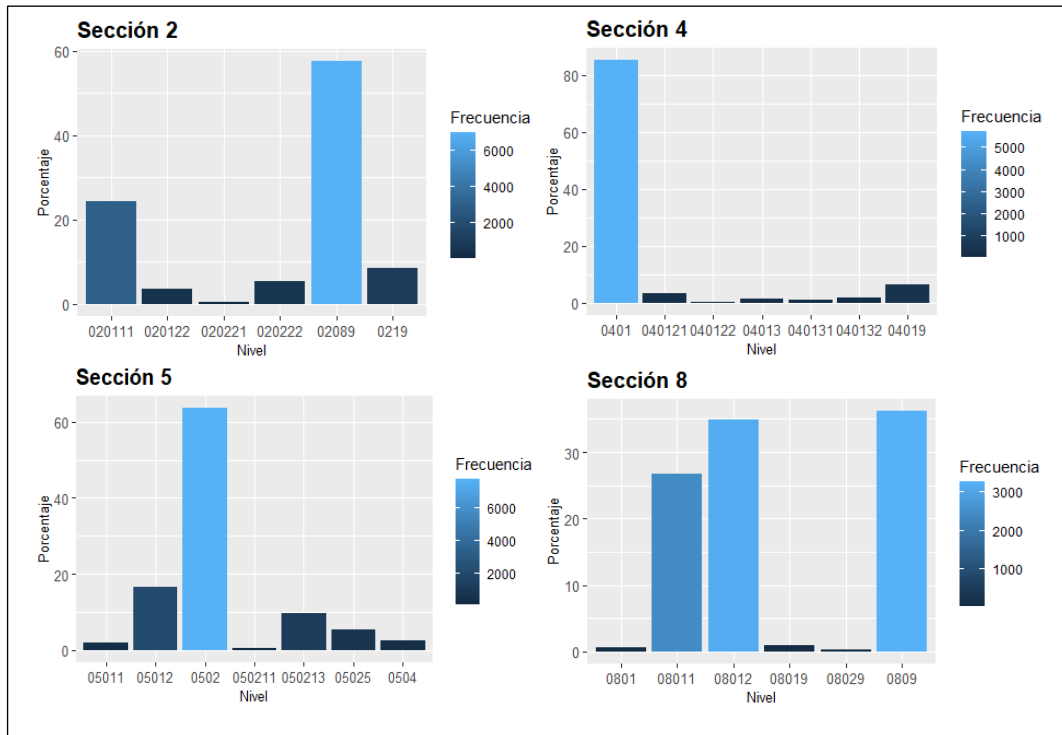 Sección 2
60
40
20
0
Porcentaje
020111 020122 020221 020222 02089 0219
Nivel
Frecuencia
6000
4000
2000
Sección 4
80
60
40
20
0
Porcentaje
0401 040121 040122 04013 040131 040132 04019
Nivel
Frecuencia
5000
4000
3000
2000
1000
Sección 5
60
40
20
0
Porcentaje
05011 05012 0502 050211 050213 05025 0504
Nivel
Frecuencia
6000
4000
2000
Sección 8
30
20
10
0
Porcentaje
0801 08011 08012 08019 08029 0809
Nivel
Frecuencia
3000
2000
1000